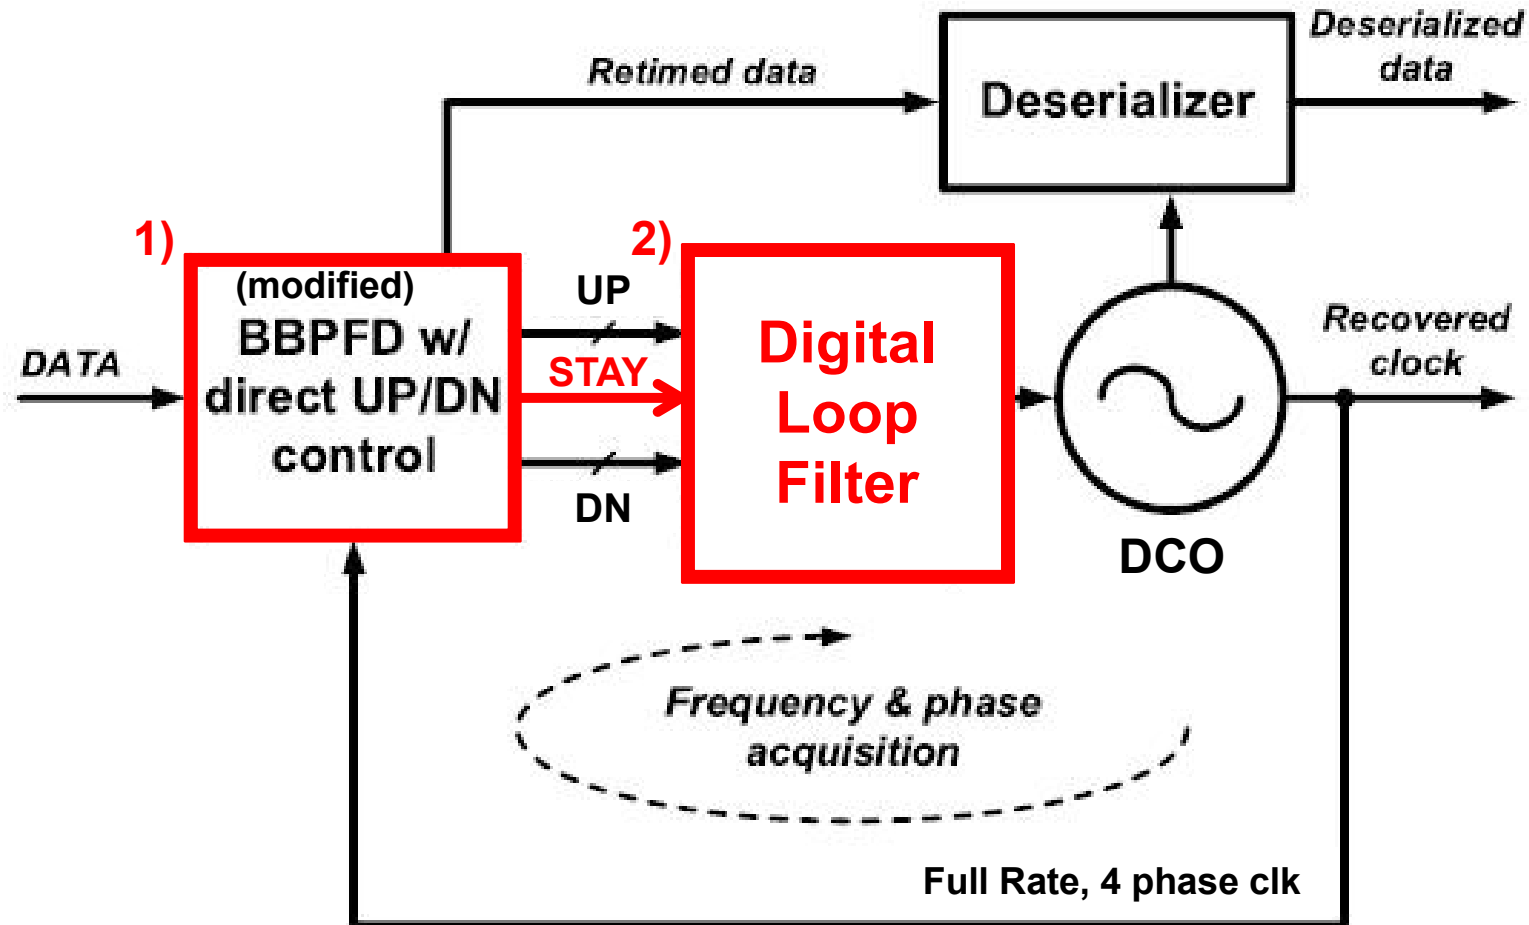 Retimed data
Deserializer
Deserialized
data
1)
(modified)
BBPFD w/
direct UP/DN
control
DATA
UP
STAY
DN
2)
Digital
Loop
Filter
DCO
Recovered
clock
Frequency & phase
acquisition
Full Rate, 4 phase clk